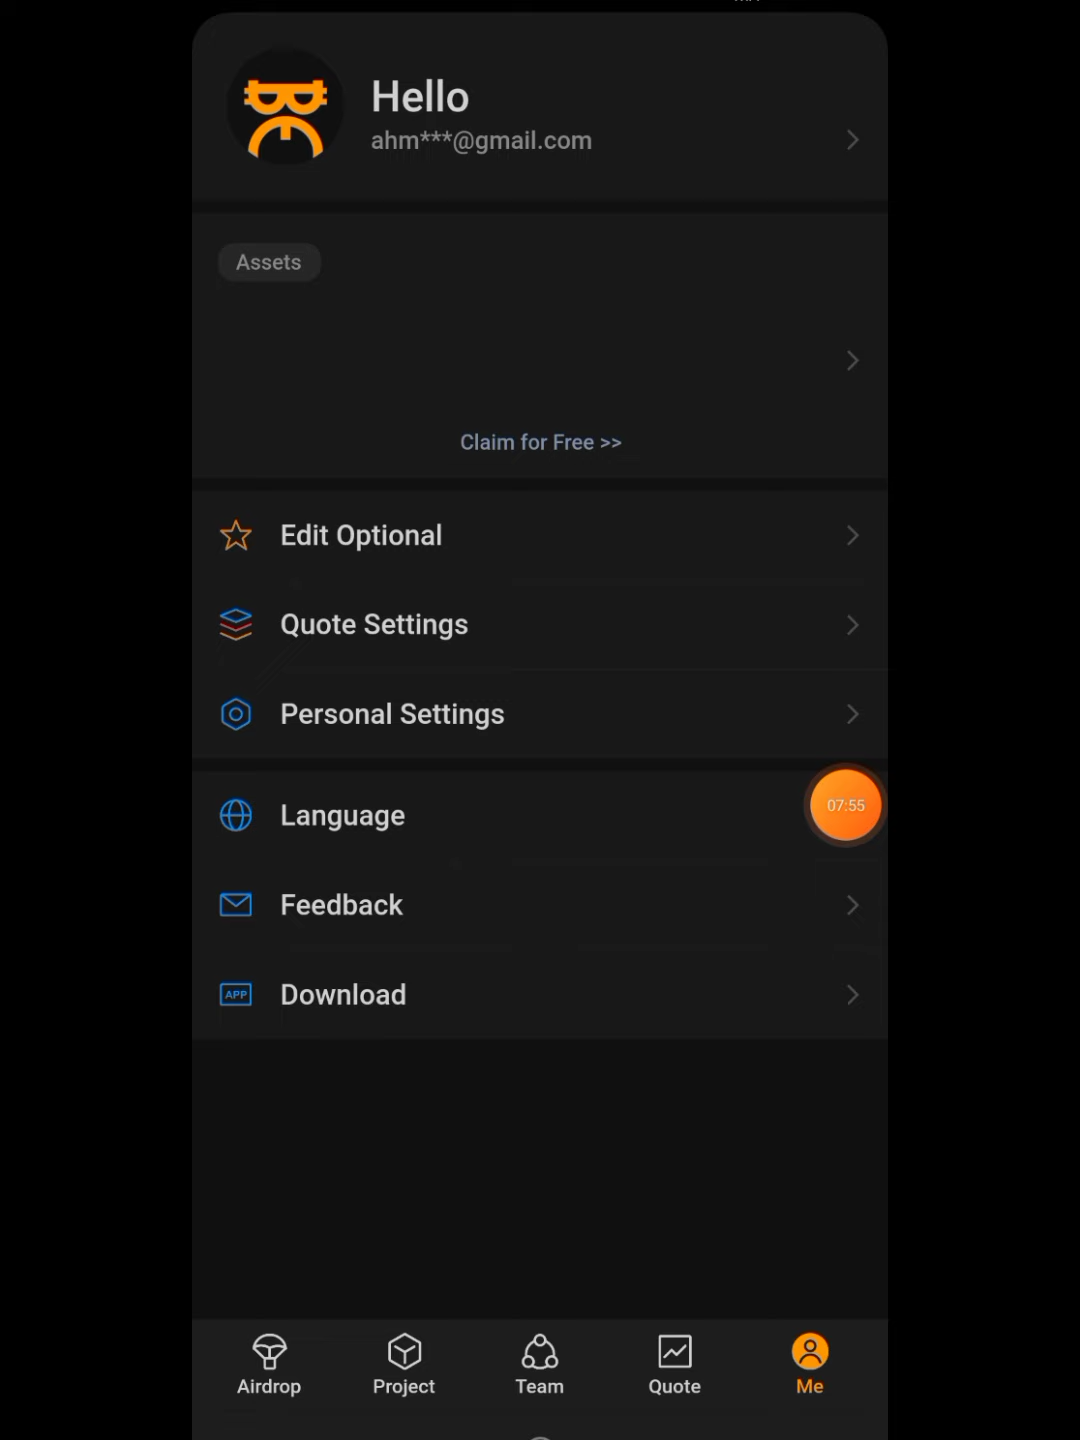 Hello
ahm***@gmail.com
Assets
Claim for Free >>
Edit Optional
Quote Settings
Personal Settings
Language
07:55
Feedback
APP
Download
Airdrop
Project
Team
Quote
Me